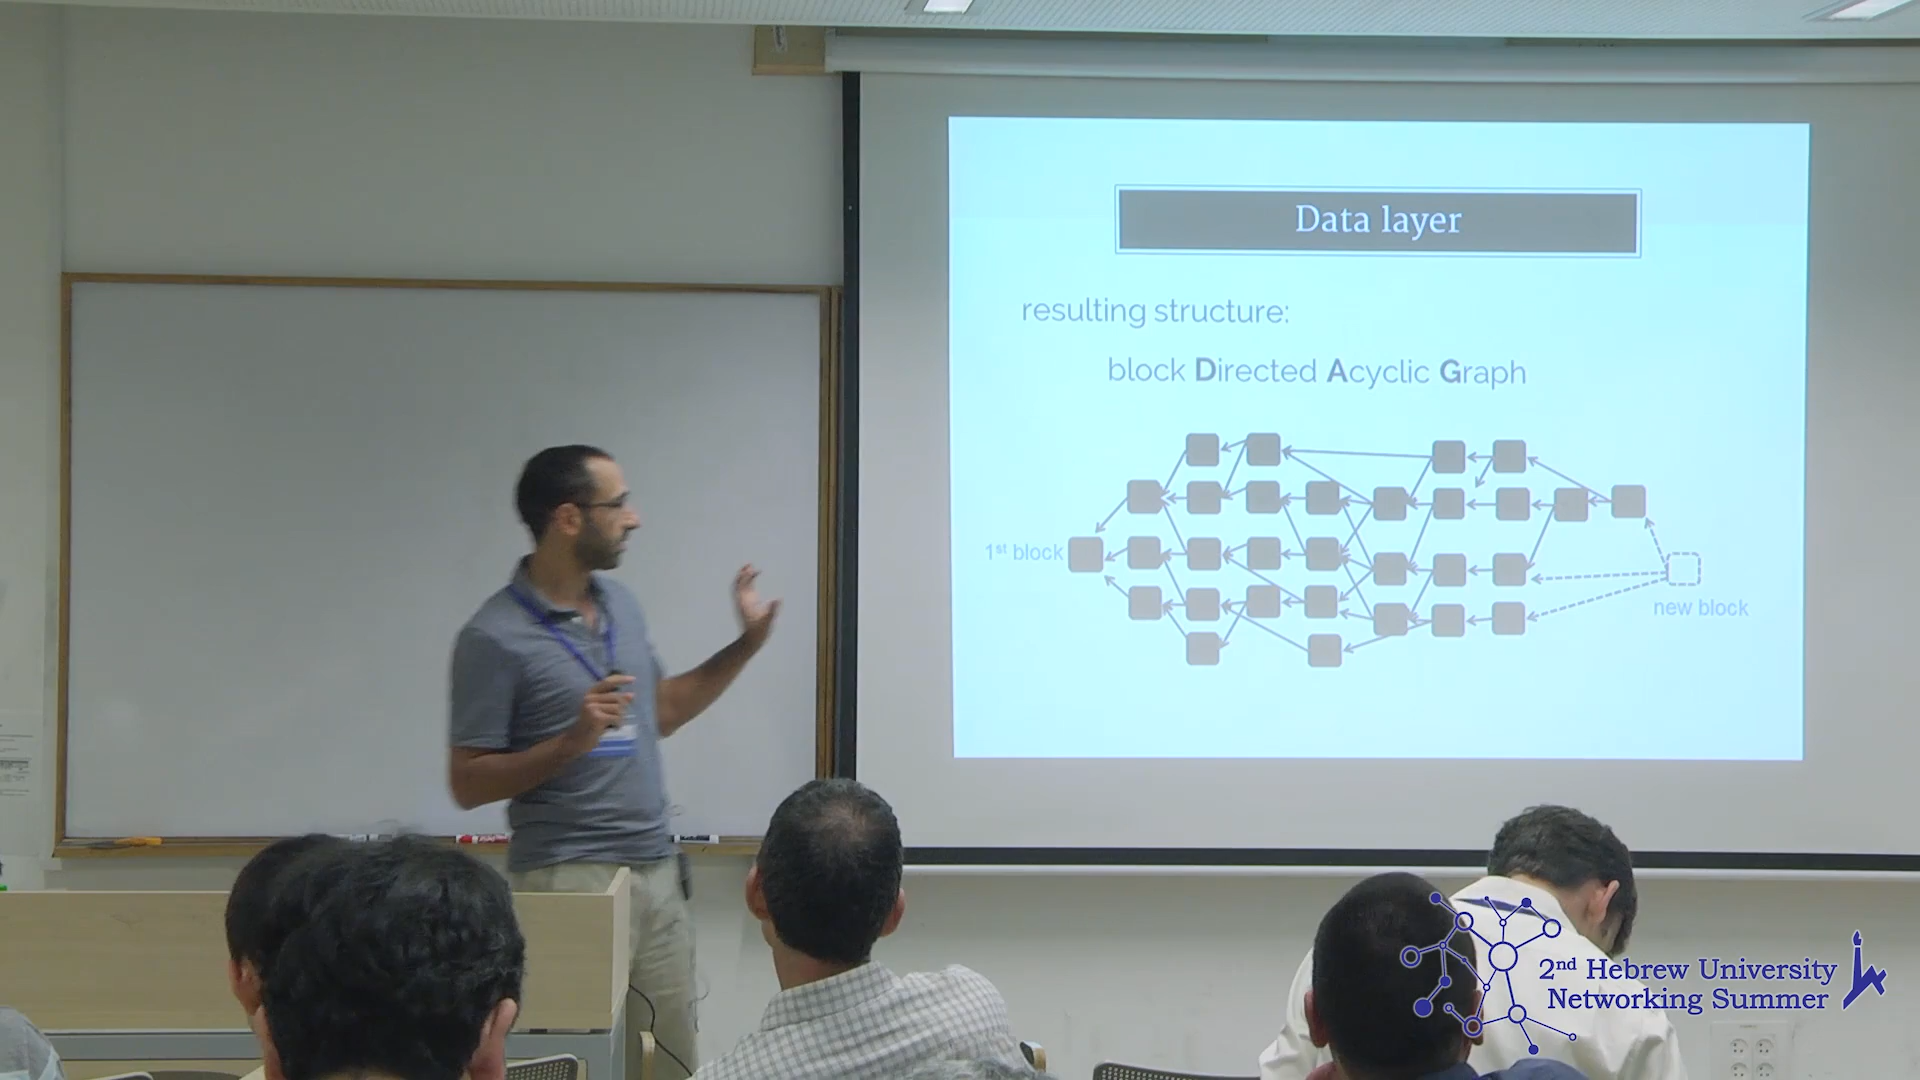 Data layer
resulting structure:
block Directed Acyclic Graph
1st block
new block
2nd Hebrew University
Networking Summer